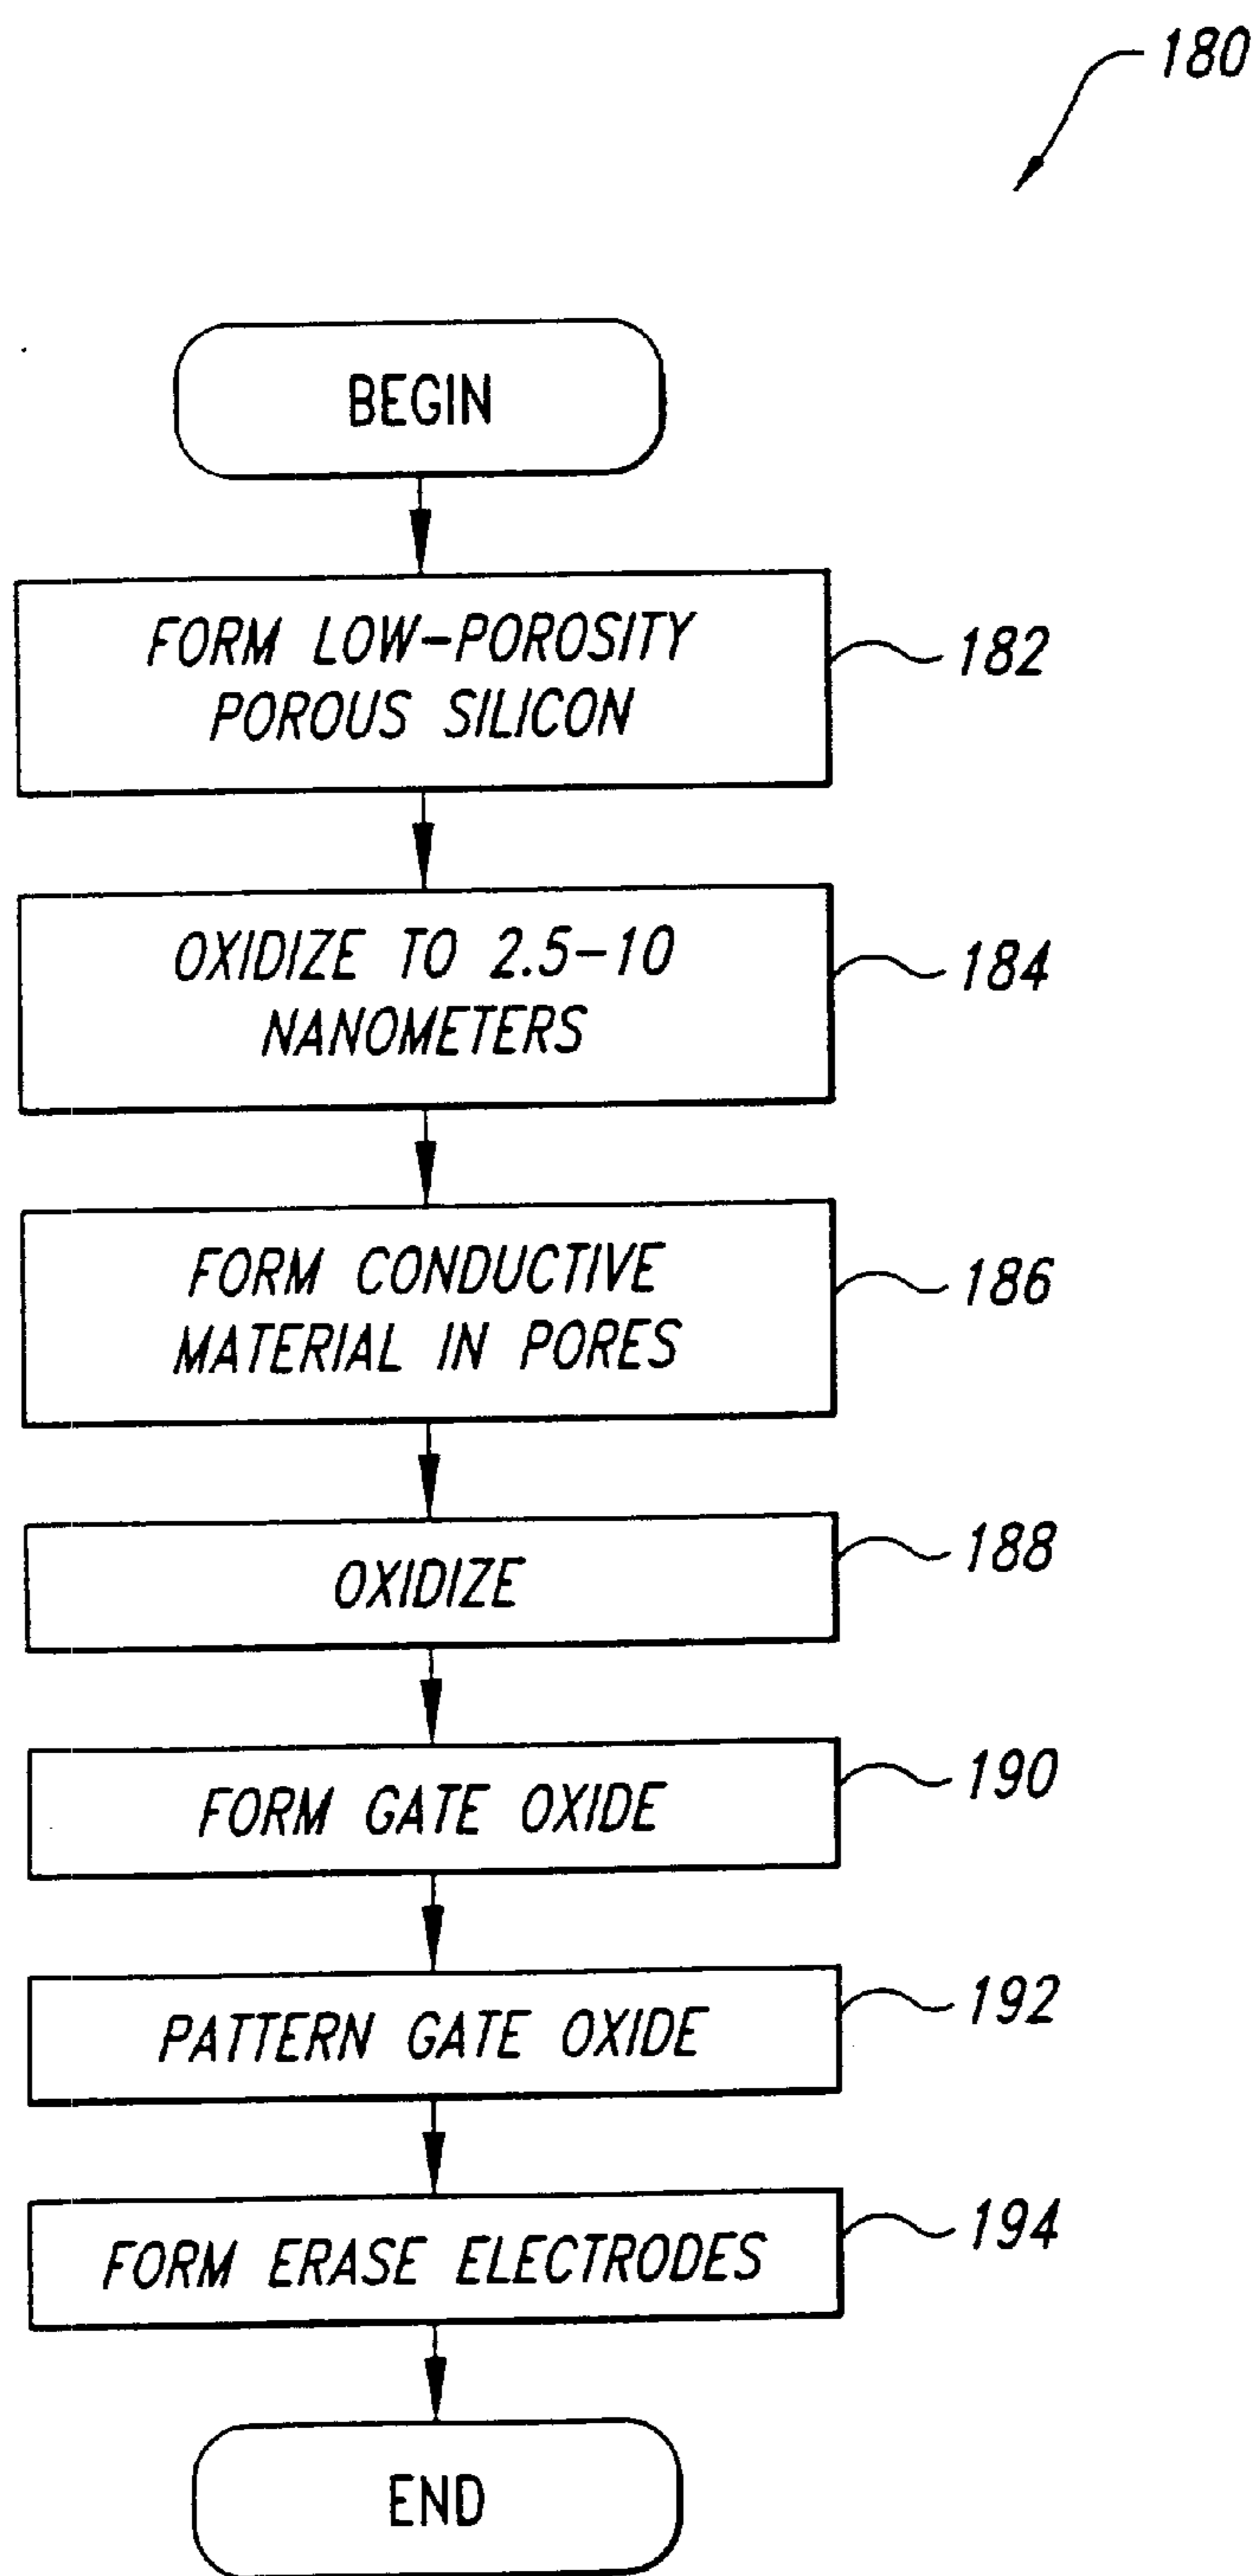 180
BEGIN
FORM LOW-POROSITY
POROUS SILICON
182
OXIDIZE TO 2.5-10
NANOMETERS
184
FORM CONDUCTIVE
MATERIAL IN PORES
186
OXIDIZE
188
FORM GATE OXIDE
190
PATTERN GATE OXIDE
192
FORM ERASE ELECTRODES
194
END